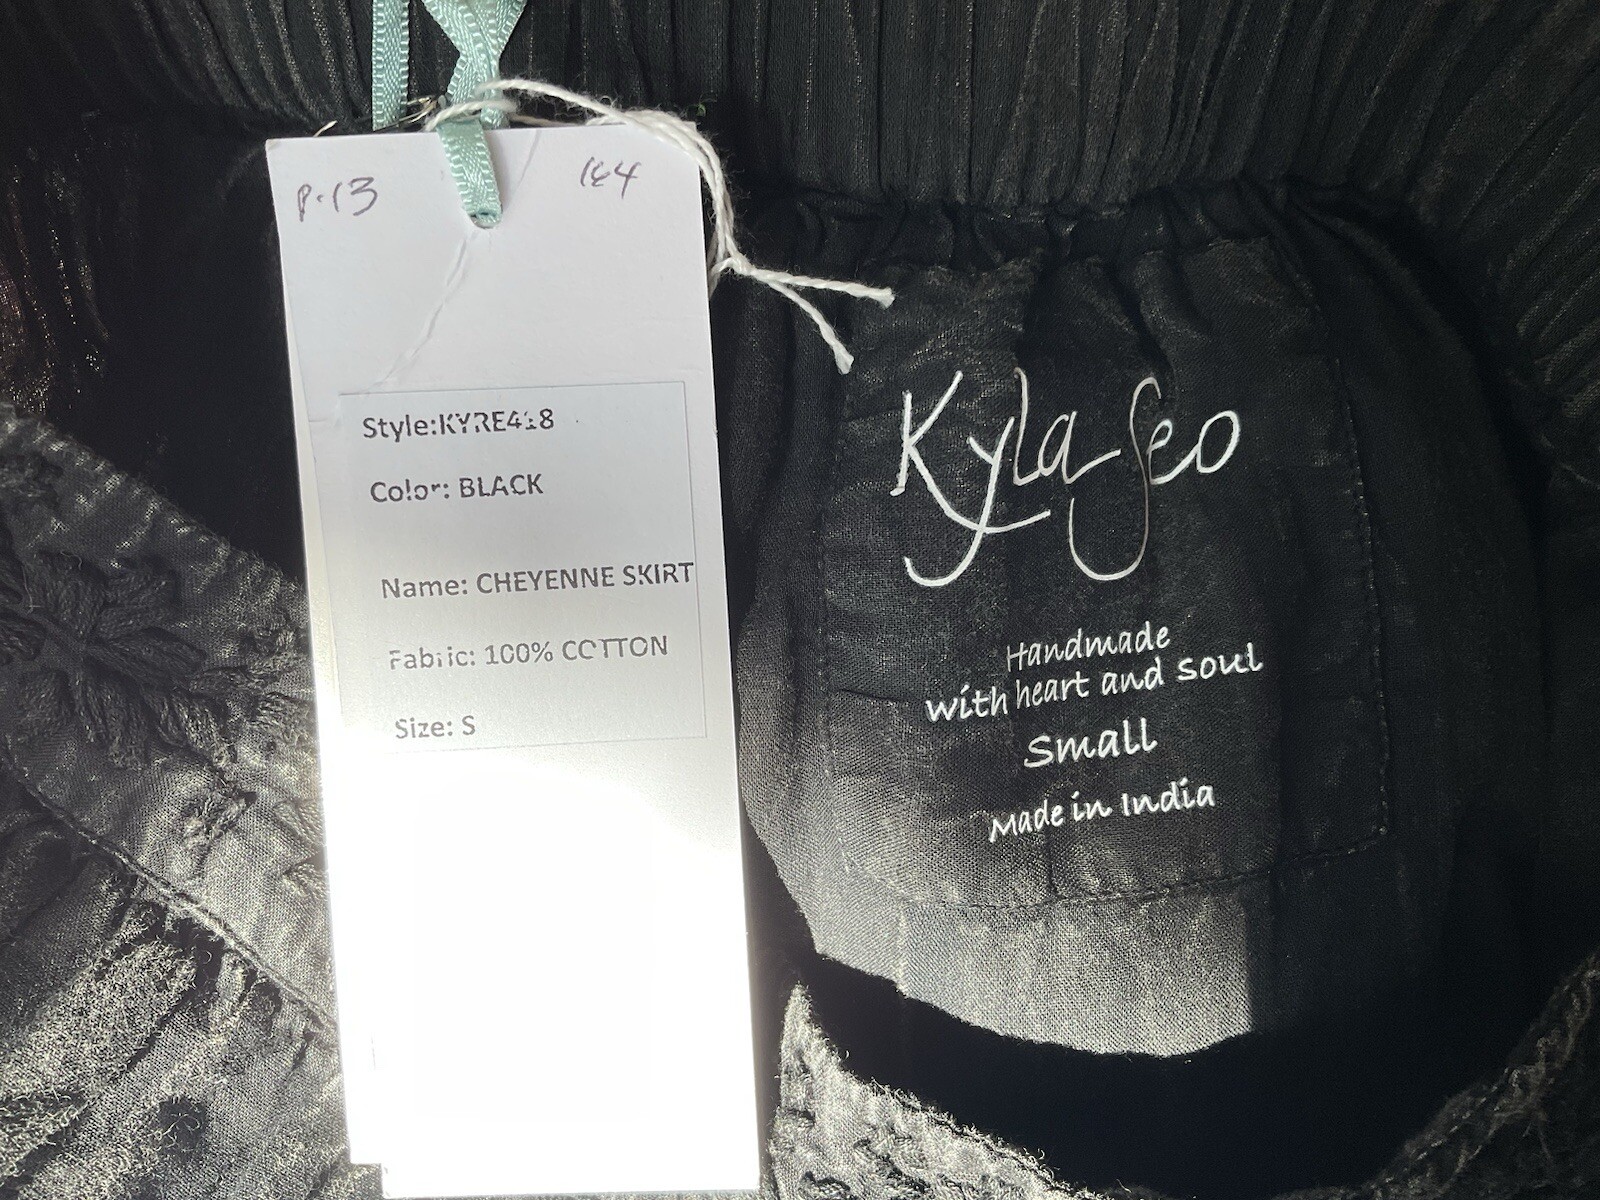 P-13 164
Style:KYRE418
Color: BLACK
Name: CHEYENNE SKIRT
Fabric: 100% COTTON
Size: S
Kyla Seo
Handmade
with heart and soul
Small
Made in India